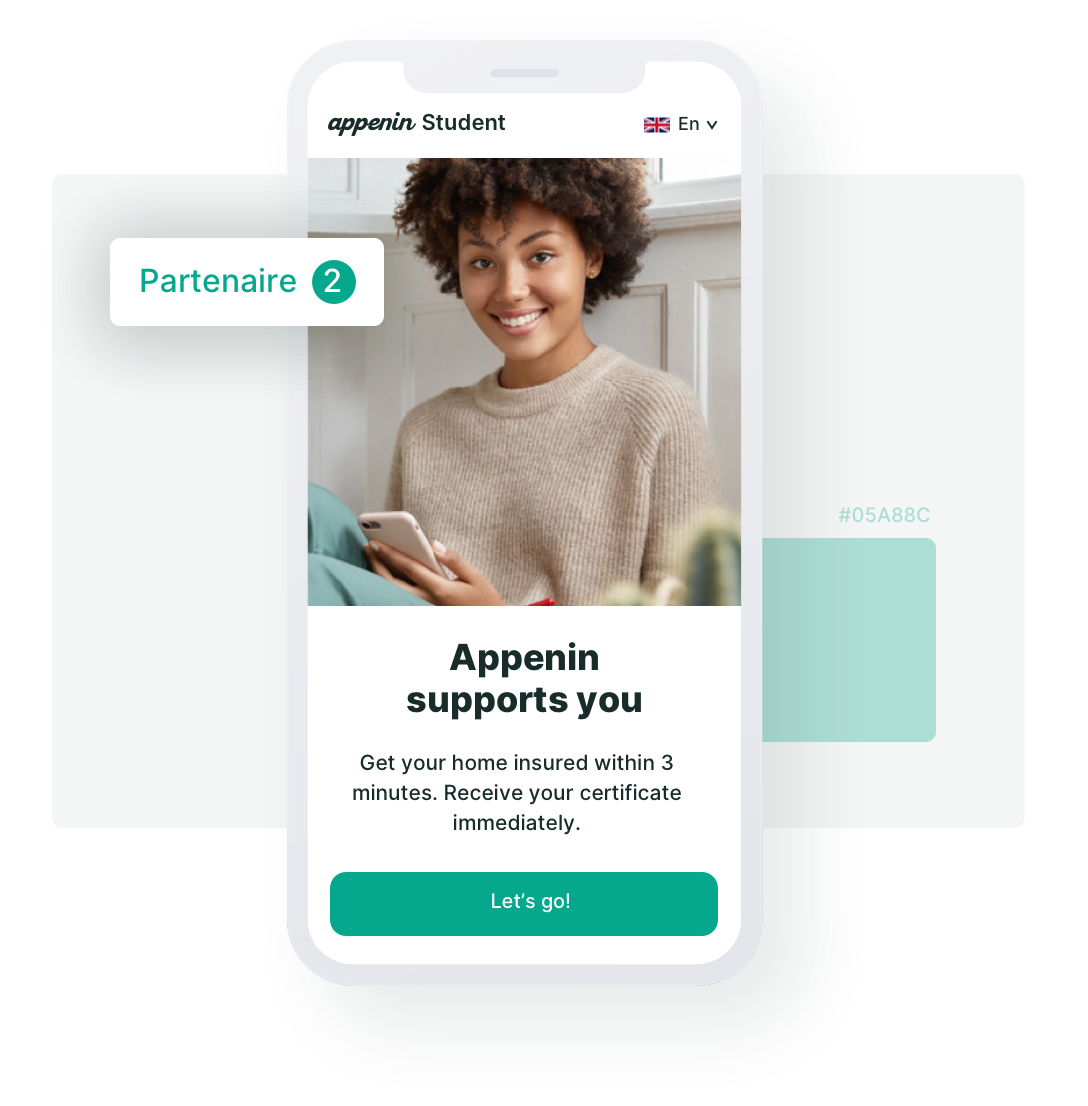 appenin Student
En
Partenaire 2
#05A88C
Appenin
supports you
Get your home insured within 3
minutes. Receive your certificate
immediately.
Let’s go!